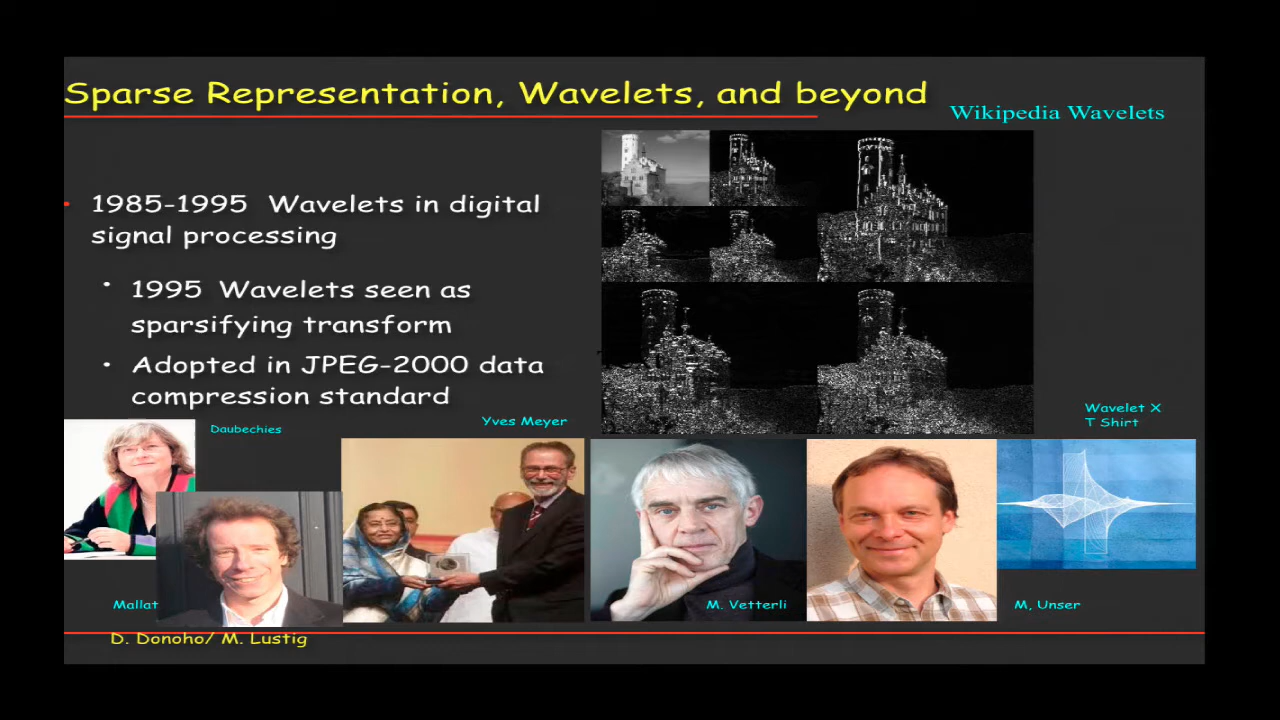 Sparse Representation, Wavelets, and beyond
Wikipedia Wavelets
1985-1995 Wavelets in digital
signal processing
1995 Wavelets seen as
sparsifying transform
Adopted in JPEG-2000 data
compression standard
Daubechies
Yves Meyer
Wavelet X
T Shirt
Mallat
M. Vetterli
M, Unser
D. Donoho/ M. Lustig